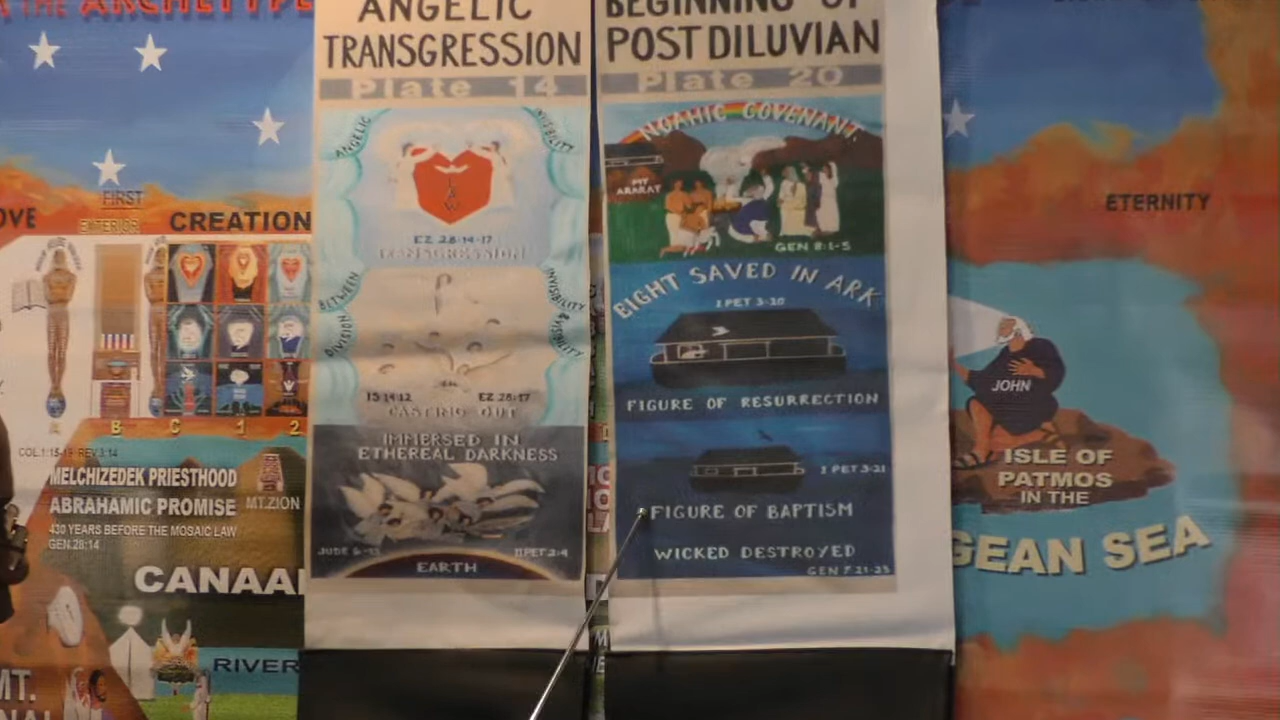 THE ARCHETYPE
FIRST
EXTERIOR
OVE
CREATION
A
B
C
1
2
COL.1:15-19 REV.3:14
MELCHIZEDEK PRIESTHOOD
ABRAHAMIC PROMISE
MT.ZION
430 YEARS BEFORE THE MOSAIC LAW
GEN.28:14
CANAA
RIVER
MT.
ANGELIC
TRANSGRESSION
Plate 14
ANGELIC
INVISIBILITY
EZ 28:14-17
TRANSGRESSION
DIVISION BETWEEN
INVISIBILITY
VISIBILITY
IS 14:12
EZ 28:17
CASTING OUT
IMMERSED IN
ETHEREAL DARKNESS
JUDE 6-13
II PET 2:4
EARTH
BEGINNING OF
POST DILUVIAN
Plate 20
NOAHIC COVENANT.
MT
ARARAT
GEN 8:1-5
EIGHT SAVED IN ARK
1 PET 3-20
FIGURE OF RESURRECTION
1 PET 3-21
FIGURE OF BAPTISM
WICKED DESTROYED
GEN 7.21-23
ETERNITY
JOHN
ISLE OF
PATMOS
IN THE
GEAN SEA